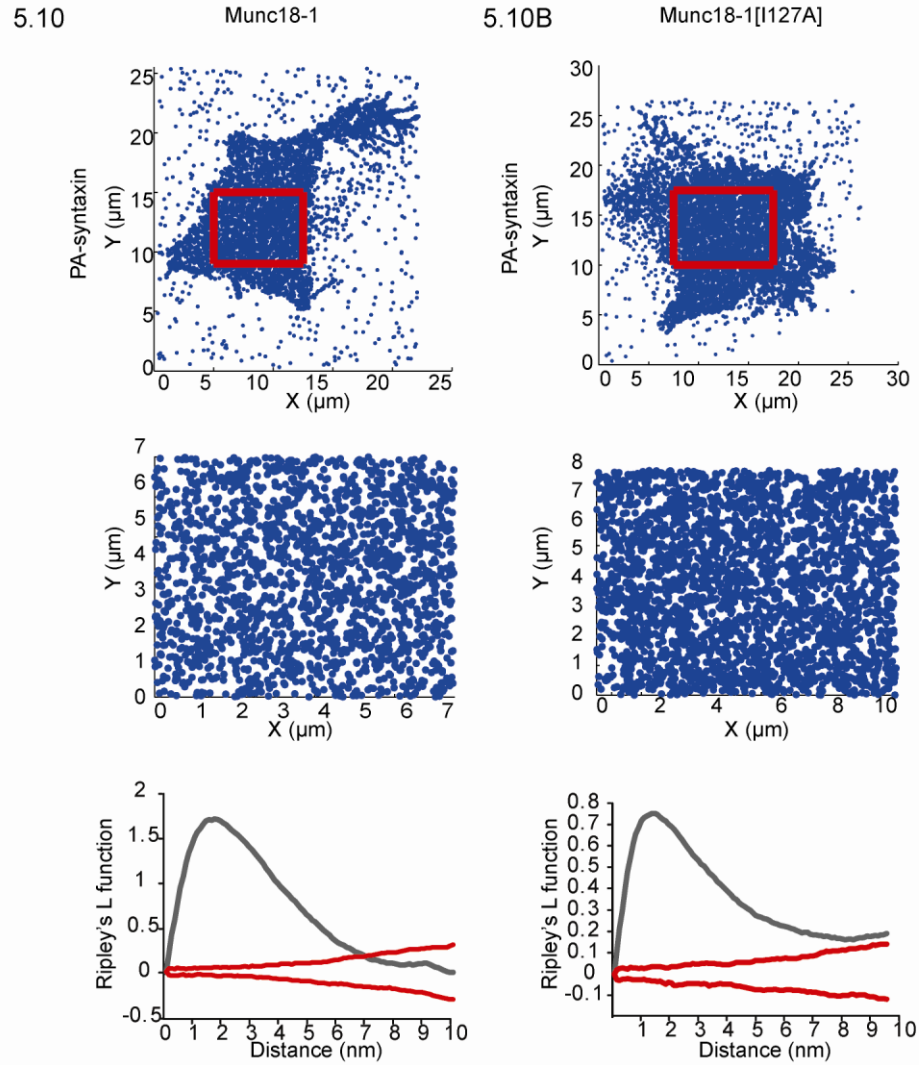 5.10 Munc18-1
5.10B Munc18-1[I127A]
PA-syntaxin
Y (µm)
25
20
15
10
5
0
0 5 10 15 20 25
X (µm)
PA-syntaxin
Y (µm)
30
25
20
15
10
5
0
0 5 10 15 20 25 30
X (µm)
Y (µm)
7
6
5
4
3
2
1
0
0 1 2 3 4 5 6 7
X (µm)
Y (µm)
8
7
6
5
4
3
2
1
0
0 2 4 6 8 10
X (µm)
Ripley's L function
2
1.5
1
0.5
0
-0.5
0 1 2 3 4 5 6 7 8 9 10
Distance (nm)
Ripley's L function
0.8
0.7
0.6
0.5
0.4
0.3
0.2
0.1
0
-0.1
1 2 3 4 5 6 7 8 9 10
Distance (nm)